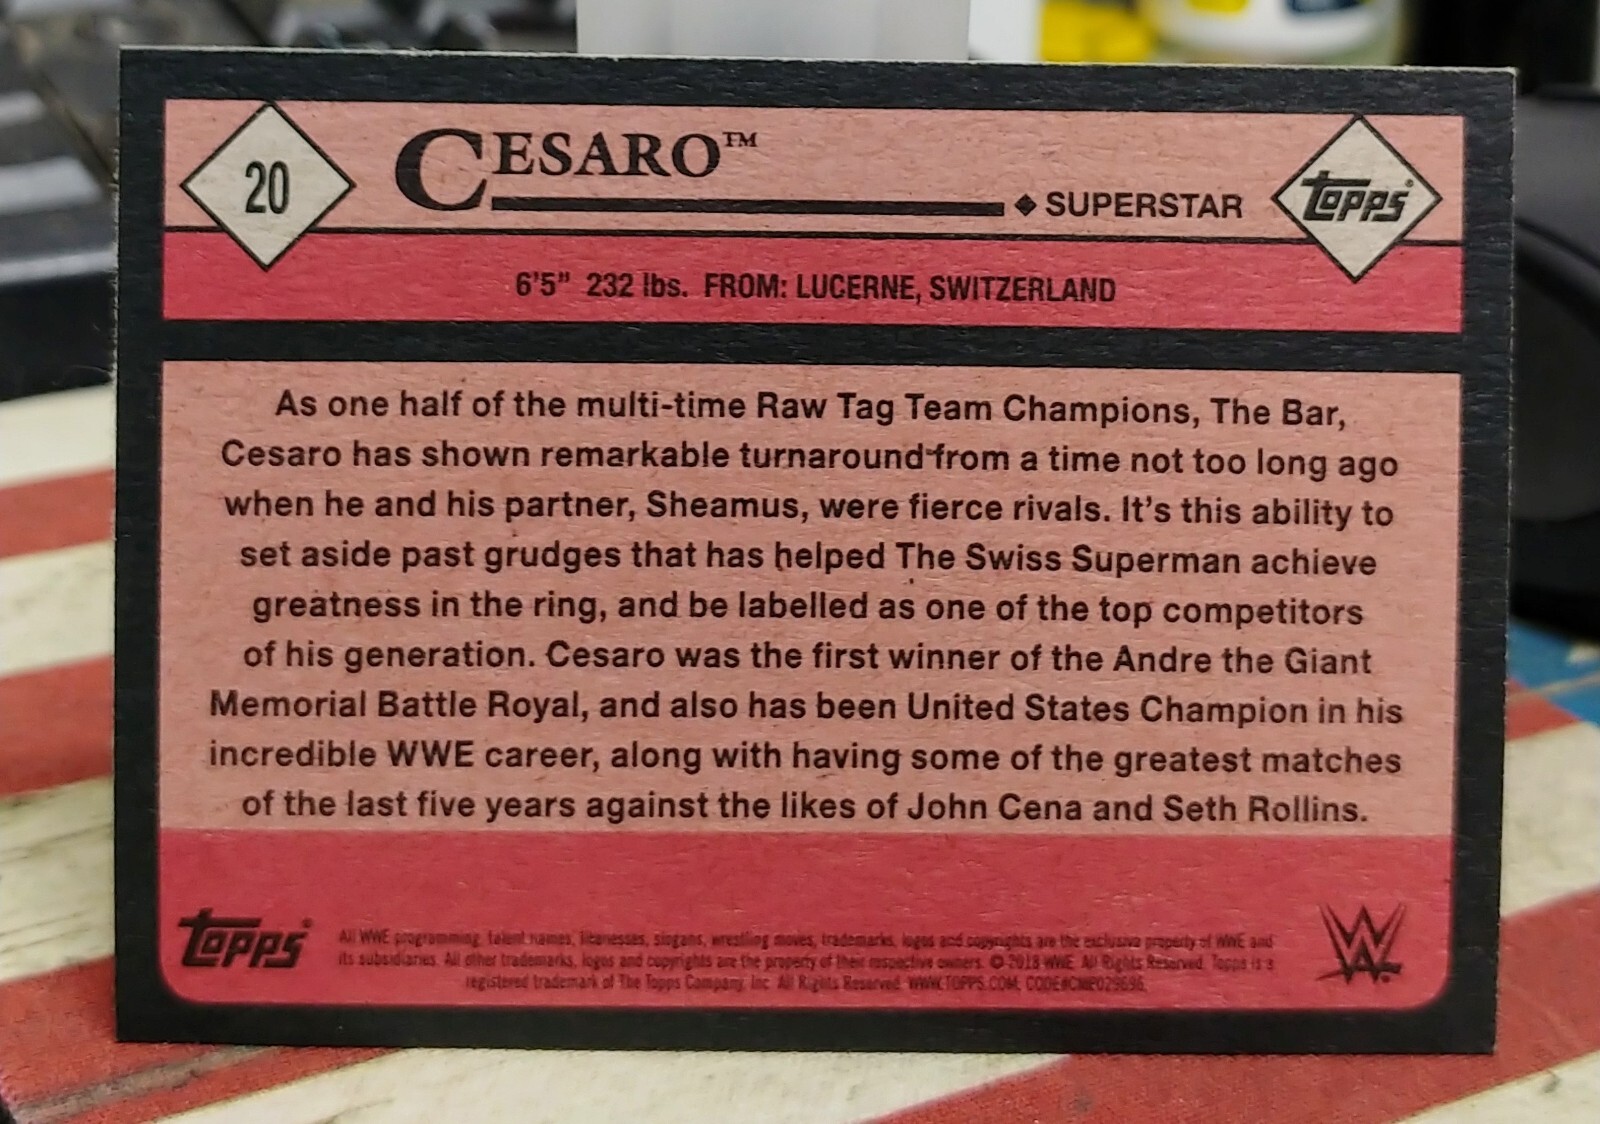 20
CESARO™
◆ SUPERSTAR
TOPPS®
6'5" 232 lbs. FROM: LUCERNE, SWITZERLAND
As one half of the multi-time Raw Tag Team Champions, The Bar,
Cesaro has shown remarkable turnaround from a time not too long ago
when he and his partner, Sheamus, were fierce rivals. It's this ability to
set aside past grudges that has helped The Swiss Superman achieve
greatness in the ring, and be labelled as one of the top competitors
of his generation. Cesaro was the first winner of the Andre the Giant
Memorial Battle Royal, and also has been United States Champion in his
incredible WWE career, along with having some of the greatest matches
of the last five years against the likes of John Cena and Seth Rollins.
TOPPS®
All WWE programming, talent names, likenesses, slogans, wrestling moves, trademarks, logos and copyrights are the exclusive property of WWE and
its subsidiaries. All other trademarks, logos and copyrights are the property of their respective owners. © 2018 WWE. All Rights Reserved. Topps is a
registered trademark of The Topps Company, Inc. All Rights Reserved. WWW.TOPPS.COM, CODE#CMP029696.
W